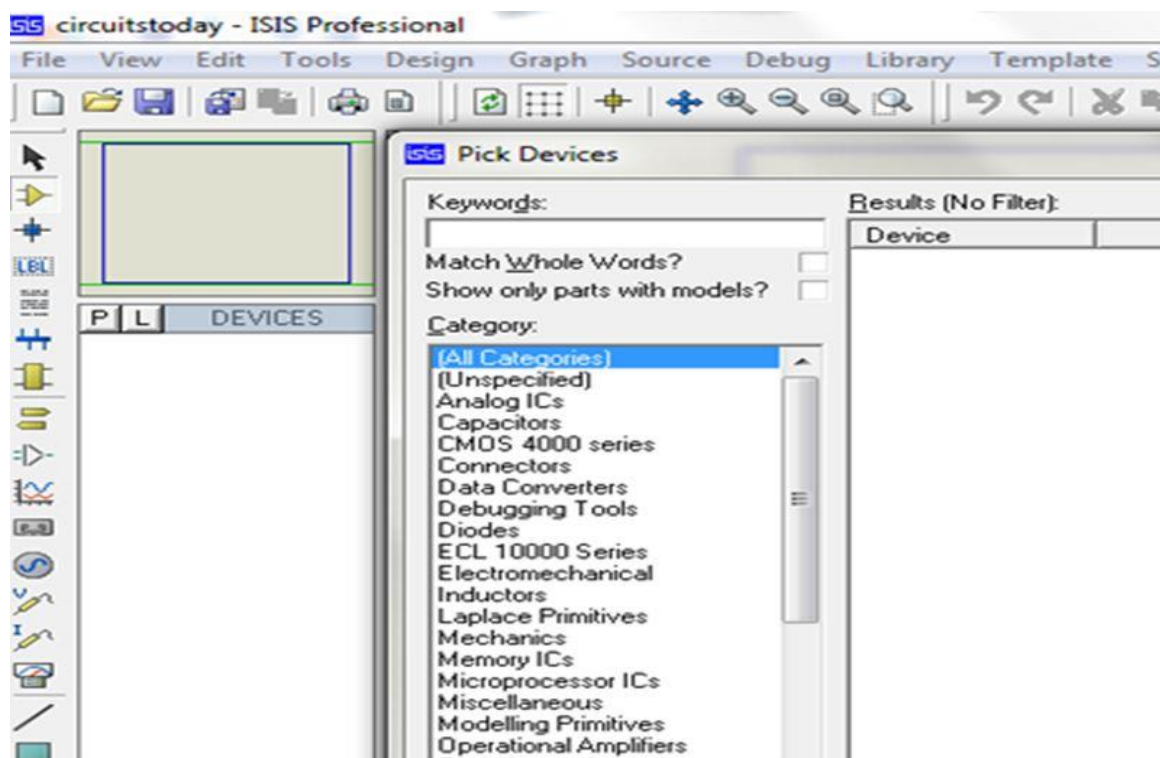 isis circuitstoday - ISIS Professional
File View Edit Tools Design Graph Source Debug Library Template S
isis Pick Devices
Keywords:
Results (No Filter):
Device
Match Whole Words?
Show only parts with models?
LBL
P L DEVICES
Category:
(All Categories)
(Unspecified)
Analog ICs
Capacitors
CMOS 4000 series
Connectors
Data Converters
Debugging Tools
Diodes
ECL 10000 Series
Electromechanical
Inductors
Laplace Primitives
Mechanics
Memory ICs
Microprocessor ICs
Miscellaneous
Modelling Primitives
Operational Amplifiers
V
I